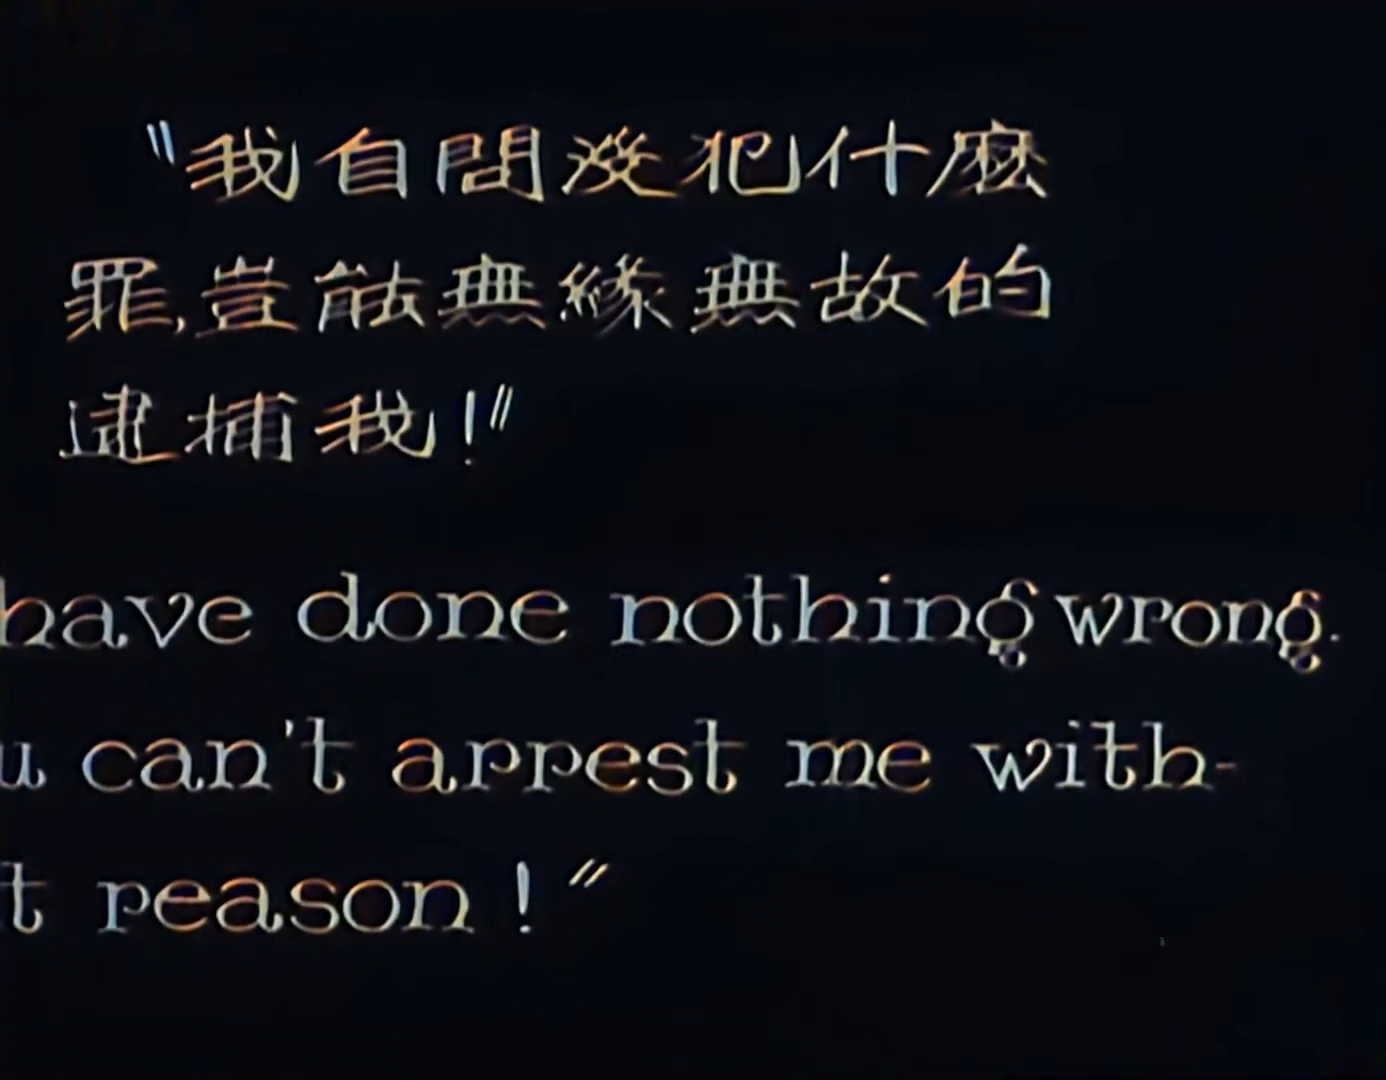 "我自問沒犯什麽
罪,豈能無緣無故的
逮捕我!"
have done nothing wrong.
u can't arrest me with-
t reason!"